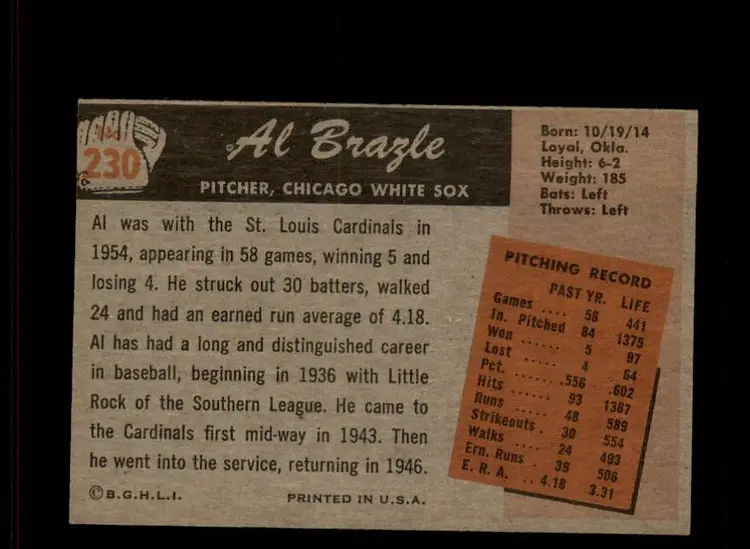 No.
230
Al Brazle
PITCHER, CHICAGO WHITE SOX
Born: 10/19/14
Loyal, Okla.
Height: 6-2
Weight: 185
Bats: Left
Throws: Left
Al was with the St. Louis Cardinals in
1954, appearing in 58 games, winning 5 and
losing 4. He struck out 30 batters, walked
24 and had an earned run average of 4.18.
Al has had a long and distinguished career
in baseball, beginning in 1936 with Little
Rock of the Southern League. He came to
the Cardinals first mid-way in 1943. Then
he went into the service, returning in 1946.
PITCHING RECORD
PAST YR. LIFE
Games .... 58 441
In. Pitched 84 1375
Won ...... 5 97
Lost ...... 4 64
Pct. ..... .556 .602
Hits ...... 93 1387
Runs ..... 48 589
Strikeouts . 30 554
Walks .... 24 493
Ern. Runs . 39 506
E. R. A. .. 4.18 3.31
©B.G.H.L.I.
PRINTED IN U.S.A.